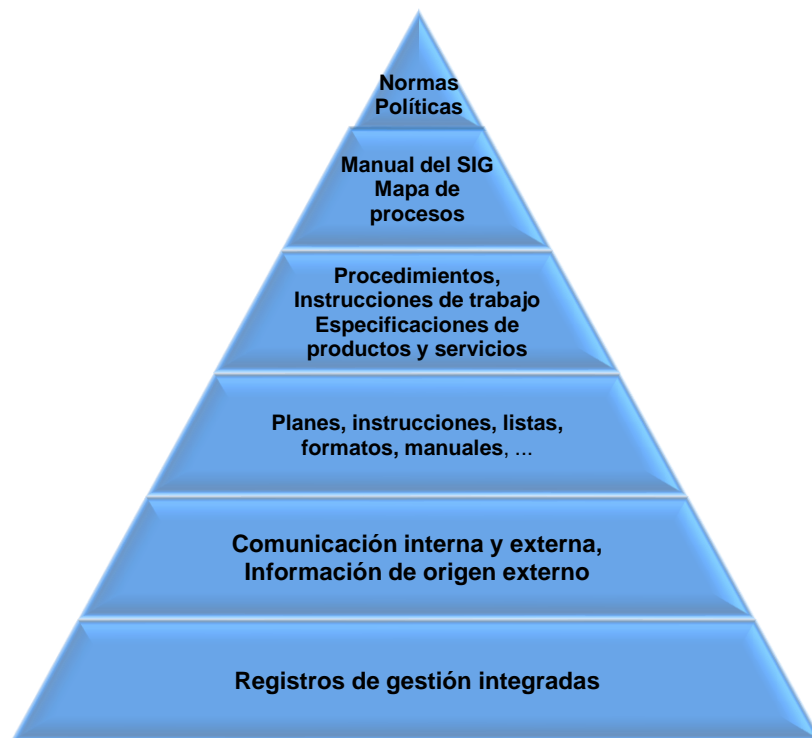 Normas
Políticas
Manual del SIG
Mapa de
procesos
Procedimientos,
Instrucciones de trabajo
Especificaciones de
productos y servicios
Planes, instrucciones, listas,
formatos, manuales, ...
Comunicación interna y externa,
Información de origen externo
Registros de gestión integradas